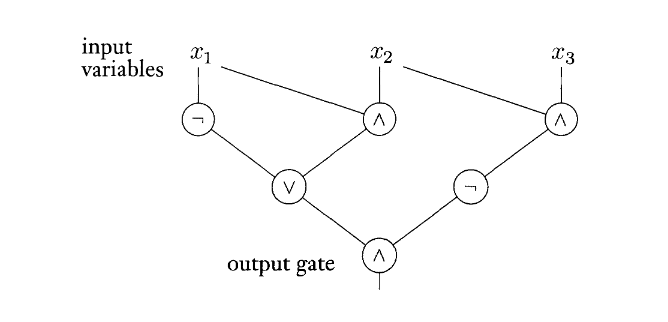 input
variables
x₁ x₂ x₃
¬ ∧ ∧
∨ ¬
output gate ∧